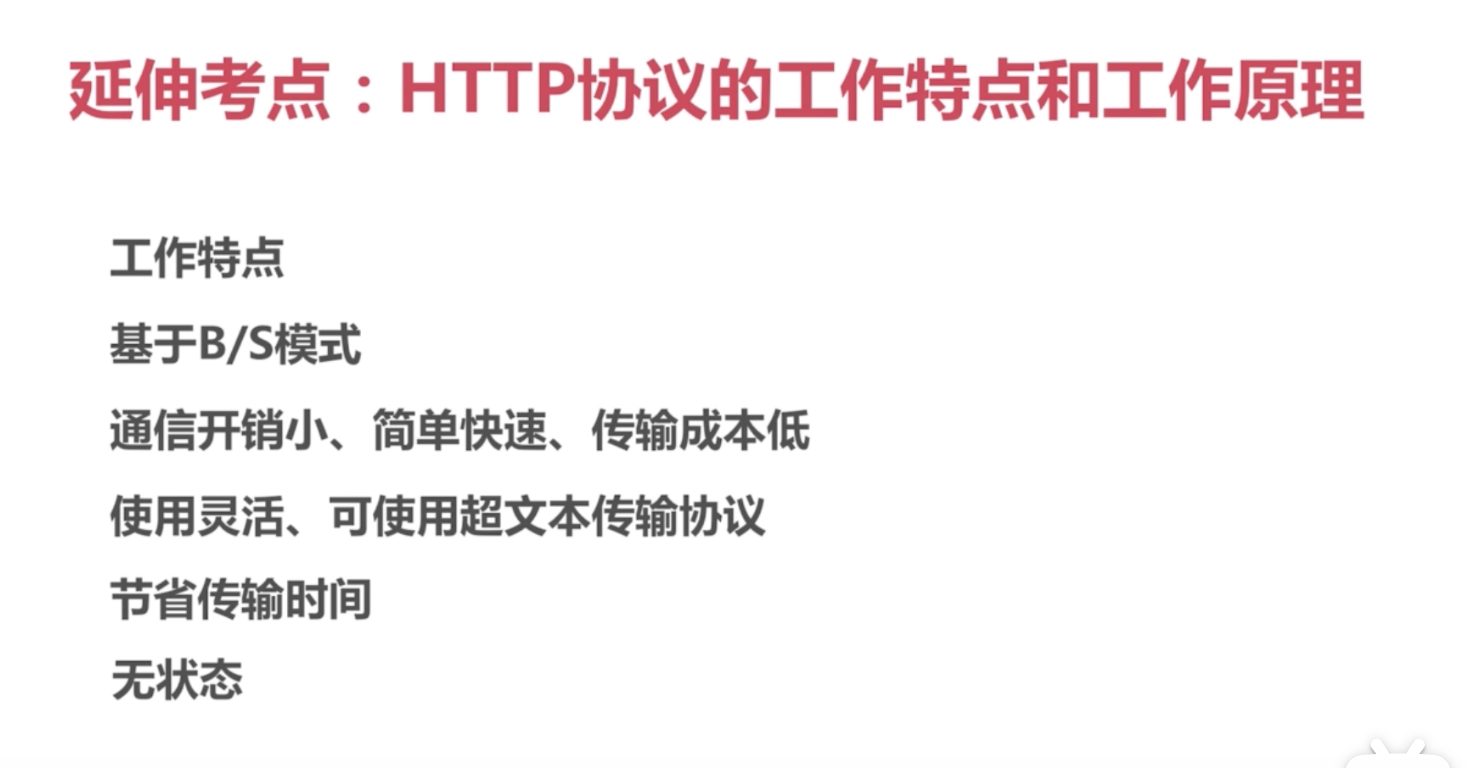 延伸考点：HTTP协议的工作特点和工作原理
工作特点
基于B/S模式
通信开销小、简单快速、传输成本低
使用灵活、可使用超文本传输协议
节省传输时间
无状态